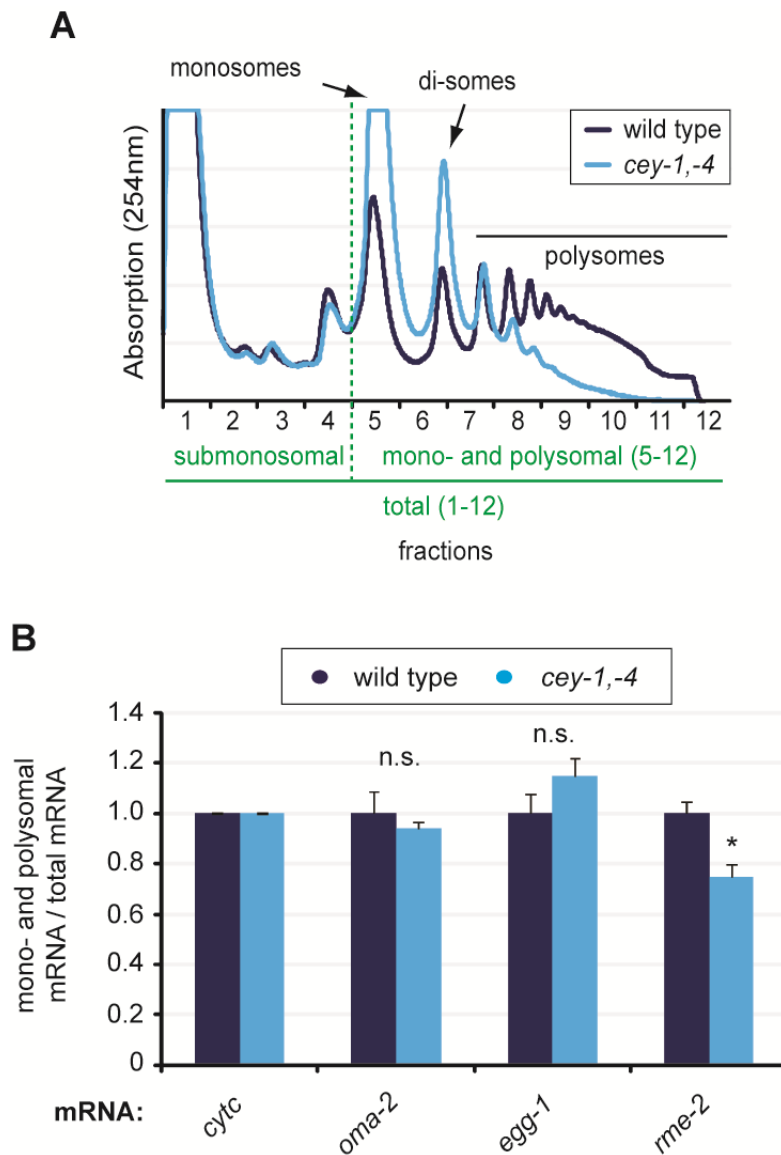 A
monosomes
di-somes
wild type
cey-1,-4
polysomes
Absorption (254nm)
1 2 3 4 5 6 7 8 9 10 11 12
submonosomal mono- and polysomal (5-12)
total (1-12)
fractions
B
wild type cey-1,-4
mono- and polysomal
mRNA / total mRNA
1.4
1.2
1.0
0.8
0.6
0.4
0.2
0
n.s.
n.s.
*
mRNA: cytc oma-2 egg-1 rme-2